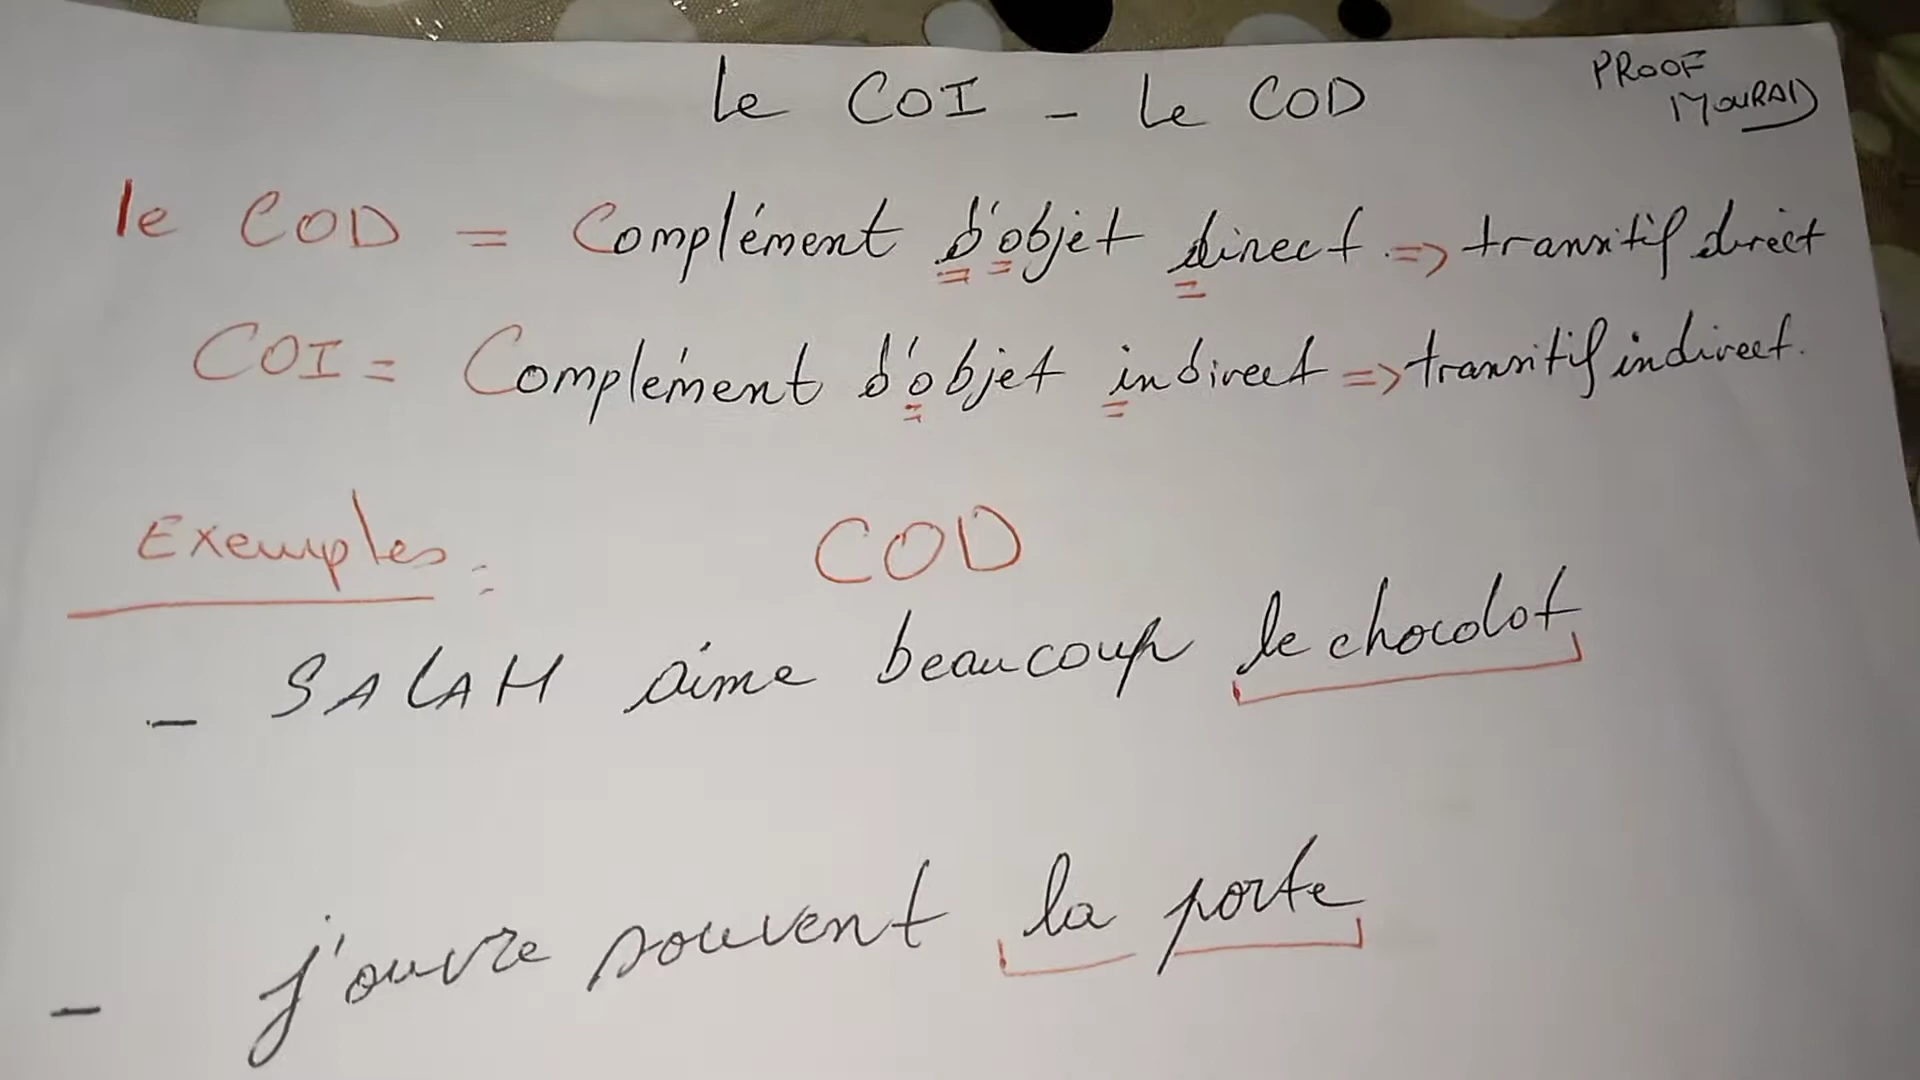 le COI - le COD
PROOF
MOURAD
le COD = Complément d'objet direct => transitif direct
COI = Complément d'objet indirect => transitif indirect.
Exemples :
COD
- SALAH aime beaucoup le chocolat
- j'ouvre souvent la porte